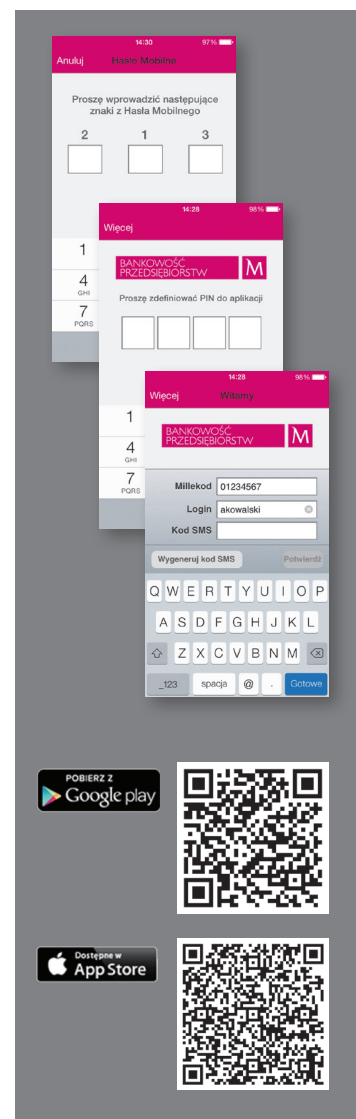 14:30 97%
Anuluj Hasło Mobilne
Proszę wprowadzić następujące
znaki z Hasła Mobilnego
2 1 3
1
4
GHI
7
PQRS
14:28 98%
Więcej
BANKOWOŚĆ
PRZEDSIĘBIORSTW M
Proszę zdefiniować PIN do aplikacji
1
4
GHI
7
PQRS
14:28 98%
Więcej Witamy
BANKOWOŚĆ
PRZEDSIĘBIORSTW M
Millekod 01234567
Login akowalski
Kod SMS
Wygeneruj kod SMS Potwierdź
Q W E R T Y U I O P
A S D F G H J K L
Z X C V B N M
_123 spacja @ . Gotowe
POBIERZ Z
Google play
Dostępne w
App Store